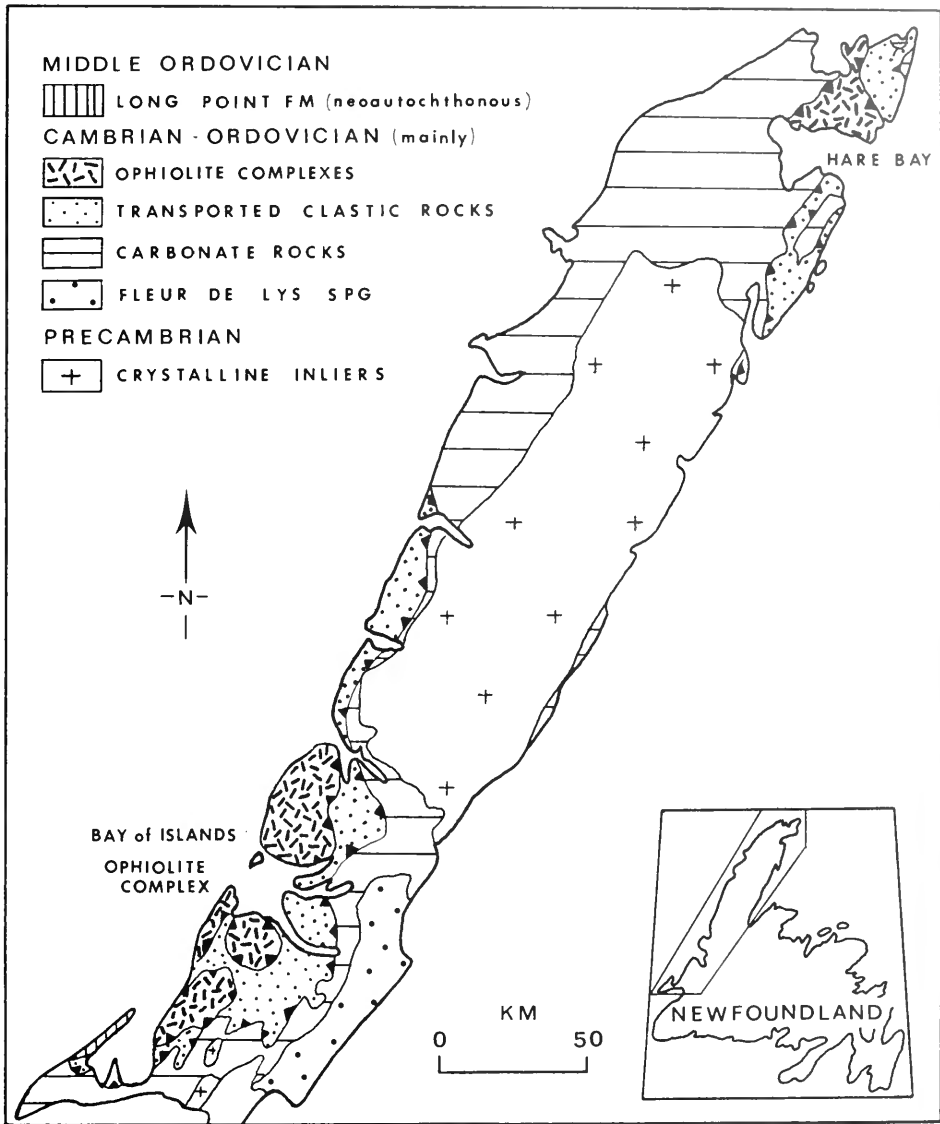 MIDDLE ORDOVICIAN
LONG POINT FM (neoautochthonous)
CAMBRIAN - ORDOVICIAN (mainly)
OPHIOLITE COMPLEXES
TRANSPORTED CLASTIC ROCKS
CARBONATE ROCKS
FLEUR DE LYS SPG
PRECAMBRIAN
CRYSTALLINE INLIERS
HARE BAY
-N-
BAY of ISLANDS
OPHIOLITE
COMPLEX
KM
0 50
NEWFOUNDLAND